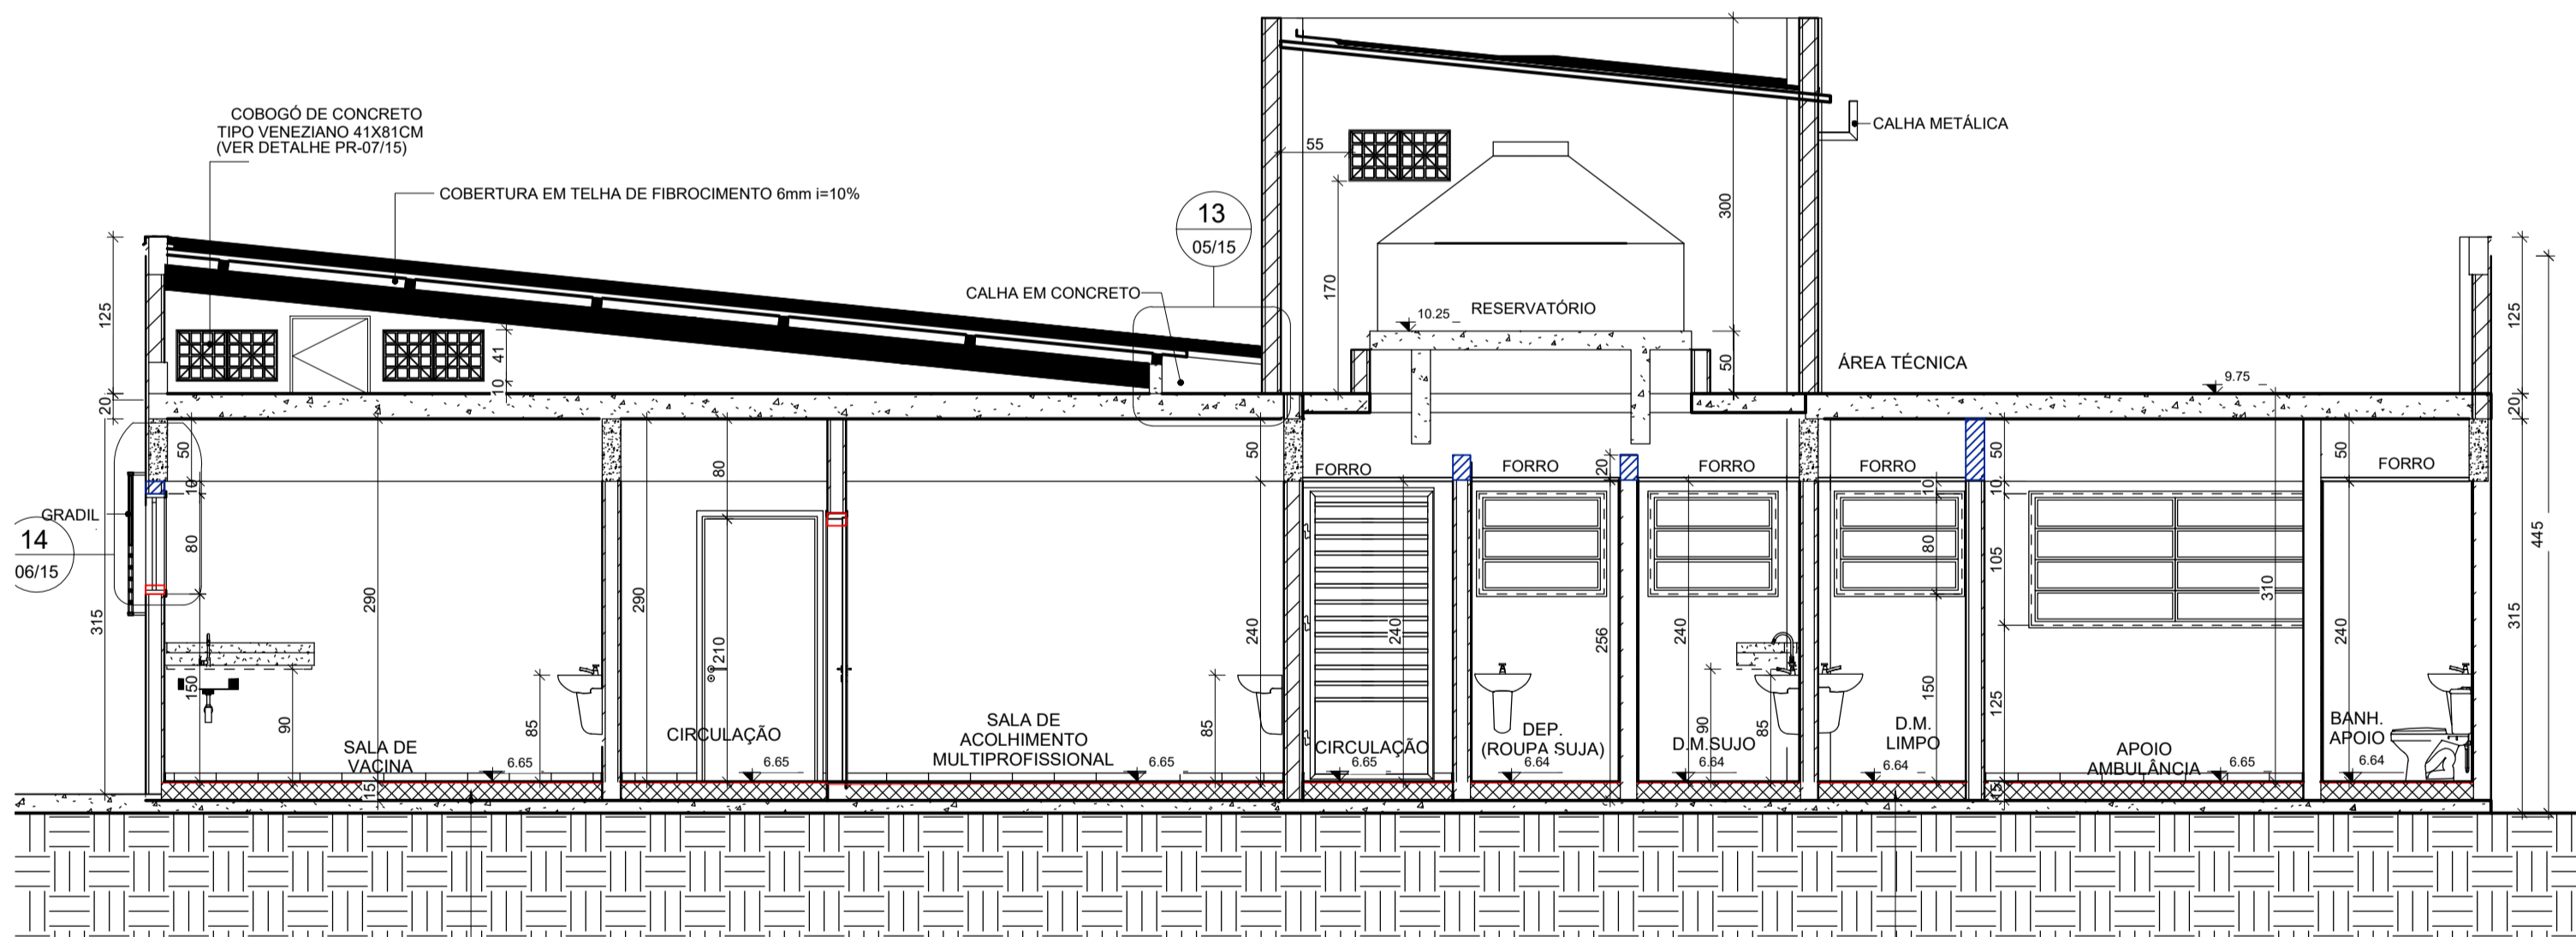 COBOGÓ DE CONCRETO
TIPO VENEZIANO 41X81CM
(VER DETALHE PR-07/15)
COBERTURA EM TELHA DE FIBROCIMENTO 6mm i=10%
13
05/15
CALHA EM CONCRETO
CALHA METÁLICA
55
300
170
10.25
RESERVATÓRIO
50
ÁREA TÉCNICA
9.75
125
20
315
41
10
125
20
315
445
GRADIL
14
06/15
50
10
80
150
290
90
85
15
SALA DE
VACINA
6.65
290
80
210
CIRCULAÇÃO
6.65
50
240
85
SALA DE
ACOLHIMENTO
MULTIPROFISSIONAL
6.65
FORRO
240
CIRCULAÇÃO
6.65
FORRO
20
256
DEP.
(ROUPA SUJA)
6.64
FORRO
240
90
85
D.M.SUJO
6.64
FORRO
10
80
150
D.M.
LIMPO
6.64
50
10
105
125
15
310
APOIO
AMBULÂNCIA
6.65
50
FORRO
240
BANH.
APOIO
6.64